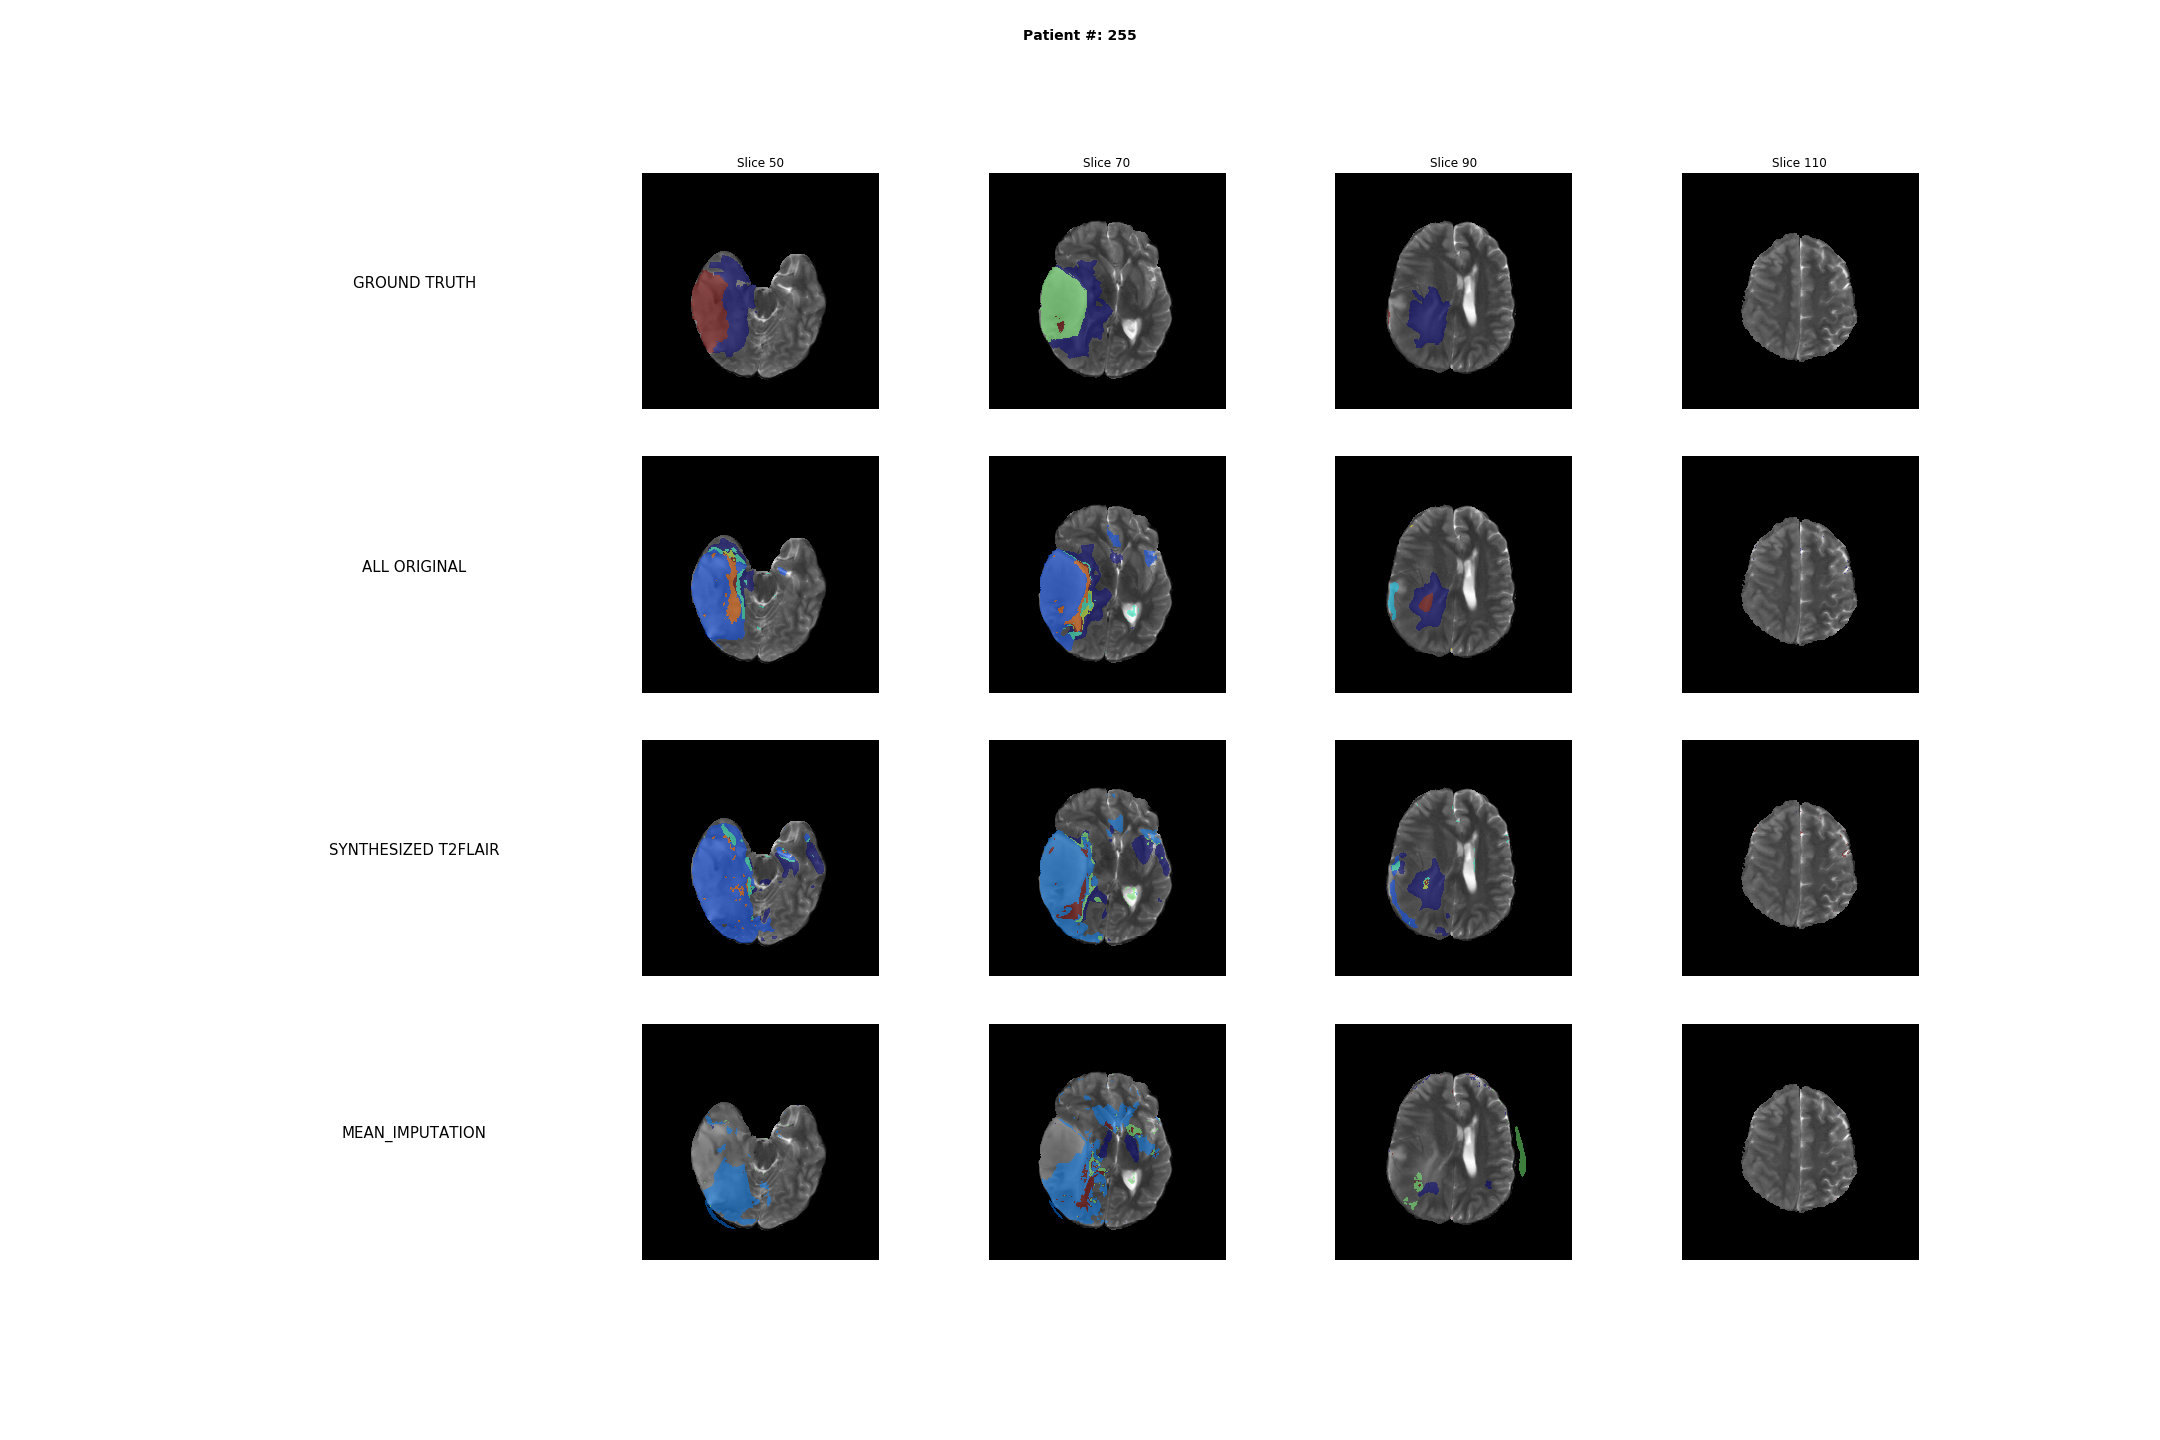 Patient #: 255
Slice 50
Slice 70
Slice 90
Slice 110
GROUND TRUTH
ALL ORIGINAL
SYNTHESIZED T2FLAIR
MEAN_IMPUTATION